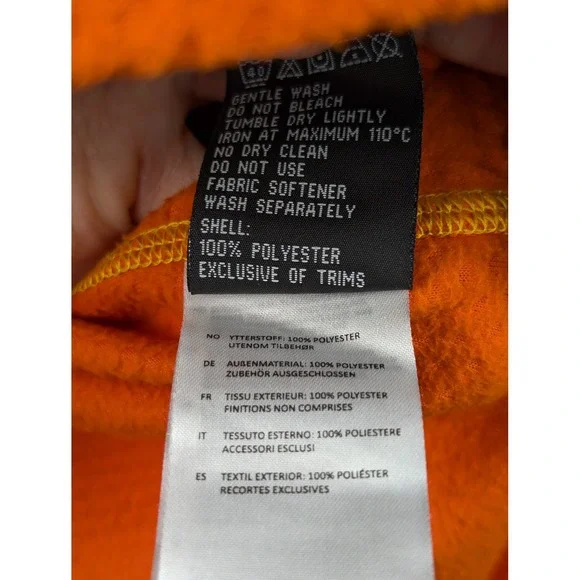 40
GENTLE WASH
DO NOT BLEACH
TUMBLE DRY LIGHTLY
IRON AT MAXIMUM 110°C
NO DRY CLEAN
DO NOT USE
FABRIC SOFTENER
WASH SEPARATELY
SHELL:
100% POLYESTER
EXCLUSIVE OF TRIMS
NO YTTERSTOFF: 100% POLYESTER
UTENOM TILBEHØR
DE AUßENMATERIAL: 100% POLYESTER
ZUBEHÖR AUSGESCHLOSSEN
FR TISSU EXTERIEUR: 100% POLYESTER
FINITIONS NON COMPRISES
IT TESSUTO ESTERNO: 100% POLIESTERE
ACCESSORI ESCLUSI
ES TEXTIL EXTERIOR: 100% POLIÉSTER
RECORTES EXCLUSIVES